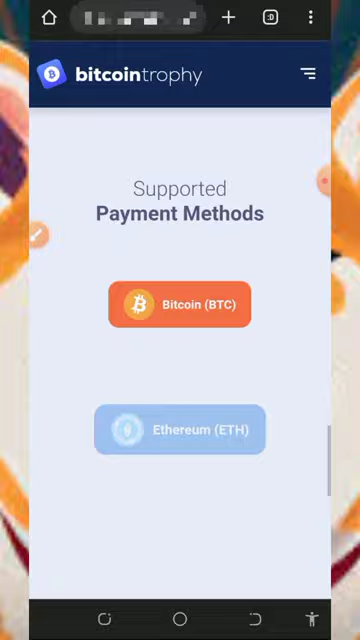 :D
bitcointrophy
Supported
Payment Methods
Bitcoin (BTC)
Ethereum (ETH)